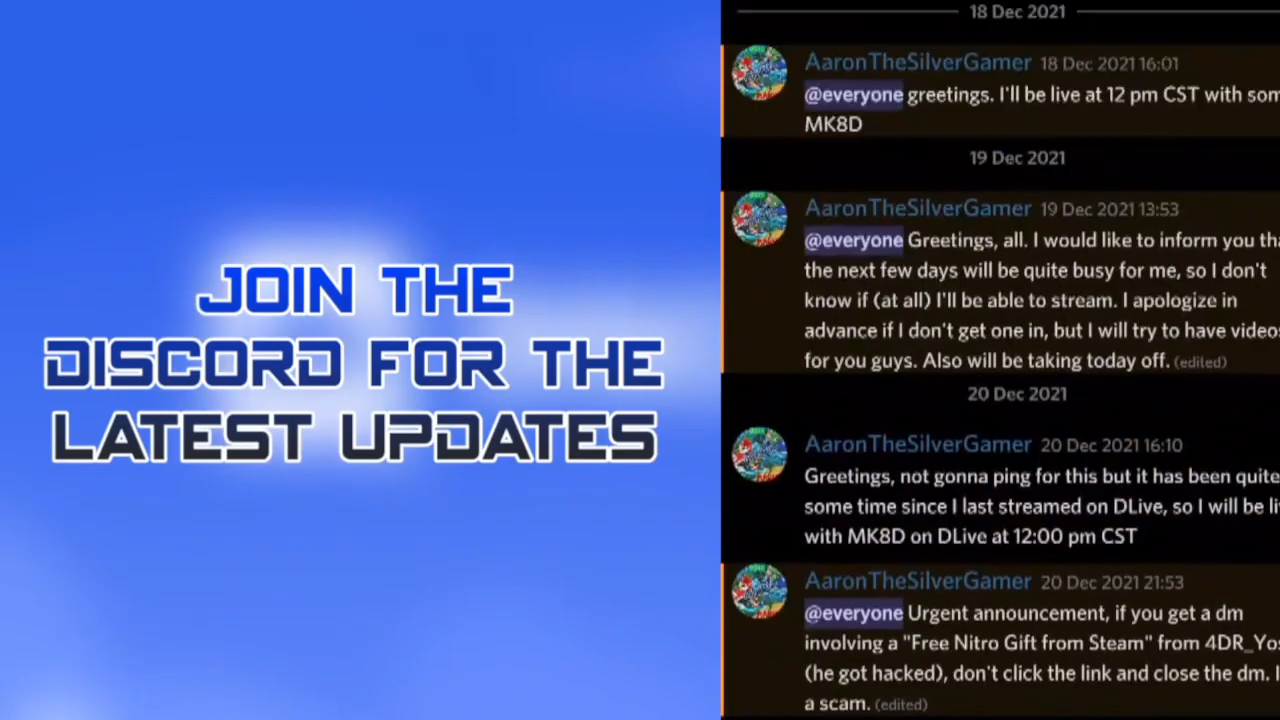 JOIN THE
DISCORD FOR THE
LATEST UPDATES
18 Dec 2021
AaronTheSilverGamer 18 Dec 2021 16:01
@everyone greetings. I'll be live at 12 pm CST with
MK8D
19 Dec 2021
AaronTheSilverGamer 19 Dec 2021 13:53
@everyone Greetings, all. I would like to inform you
the next few days will be quite busy for me, so I don't
know if (at all) I'll be able to stream. I apologize in
advance if I don't get one in, but I will try to have videos
for you guys. Also will be taking today off. (edited)
20 Dec 2021
AaronTheSilverGamer 20 Dec 2021 16:10
Greetings, not gonna ping for this but it has been quite
some time since I last streamed on DLive, so I will be
with MK8D on DLive at 12:00 pm CST
AaronTheSilverGamer 20 Dec 2021 21:53
@everyone Urgent announcement, if you get a dm
involving a "Free Nitro Gift from Steam" from
(he got hacked), don't click the link and close the dm.
a scam. (edited)